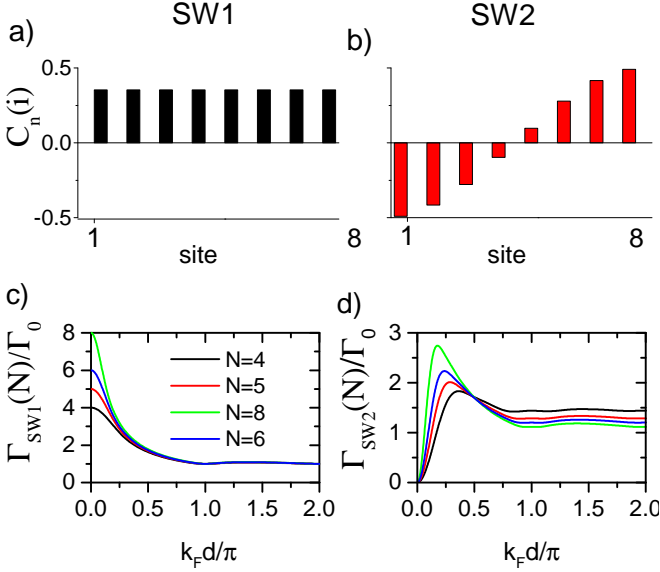 SW1
SW2
a)
b)
C_n(i)
0.5
0.0
-0.5
1
8
site
1
8
site
c)
d)
Γ_SW1(N)/Γ_0
8
6
4
2
0
N=4
N=5
N=8
N=6
0.0 0.5 1.0 1.5 2.0
k_F d/π
Γ_SW2(N)/Γ_0
3
2
1
0
0.0 0.5 1.0 1.5 2.0
k_F d/π